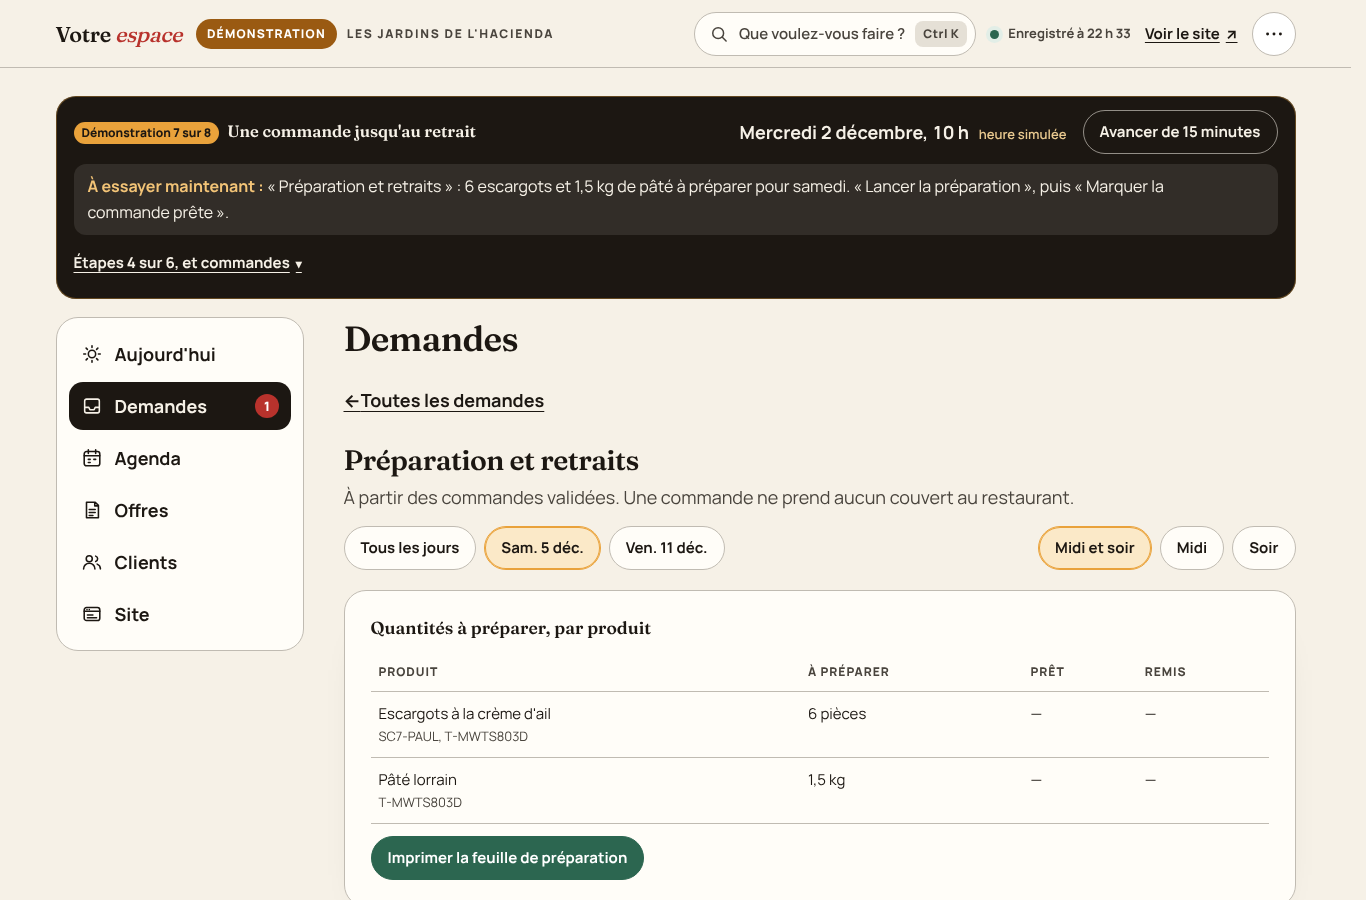 Votre espace
DÉMONSTRATION
LES JARDINS DE L'HACIENDA
Que voulez-vous faire ?
Ctrl K
Enregistré à 22 h 33
Voir le site ↗
Démonstration 7 sur 8
Une commande jusqu'au retrait
Mercredi 2 décembre, 10 h
heure simulée
Avancer de 15 minutes
À essayer maintenant : « Préparation et retraits » : 6 escargots et 1,5 kg de pâté à préparer pour samedi. « Lancer la préparation », puis « Marquer la
commande prête ».
Étapes 4 sur 6, et commandes ▾
Aujourd'hui
Demandes
1
Agenda
Offres
Clients
Site
Demandes
←Toutes les demandes
Préparation et retraits
À partir des commandes validées. Une commande ne prend aucun couvert au restaurant.
Tous les jours
Sam. 5 déc.
Ven. 11 déc.
Midi et soir
Midi
Soir
Quantités à préparer, par produit
PRODUIT À PRÉPARER PRÊT REMIS
Escargots à la crème d'ail 6 pièces — —
SC7-PAUL, T-MWTS803D
Pâté lorrain 1,5 kg — —
T-MWTS803D
Imprimer la feuille de préparation